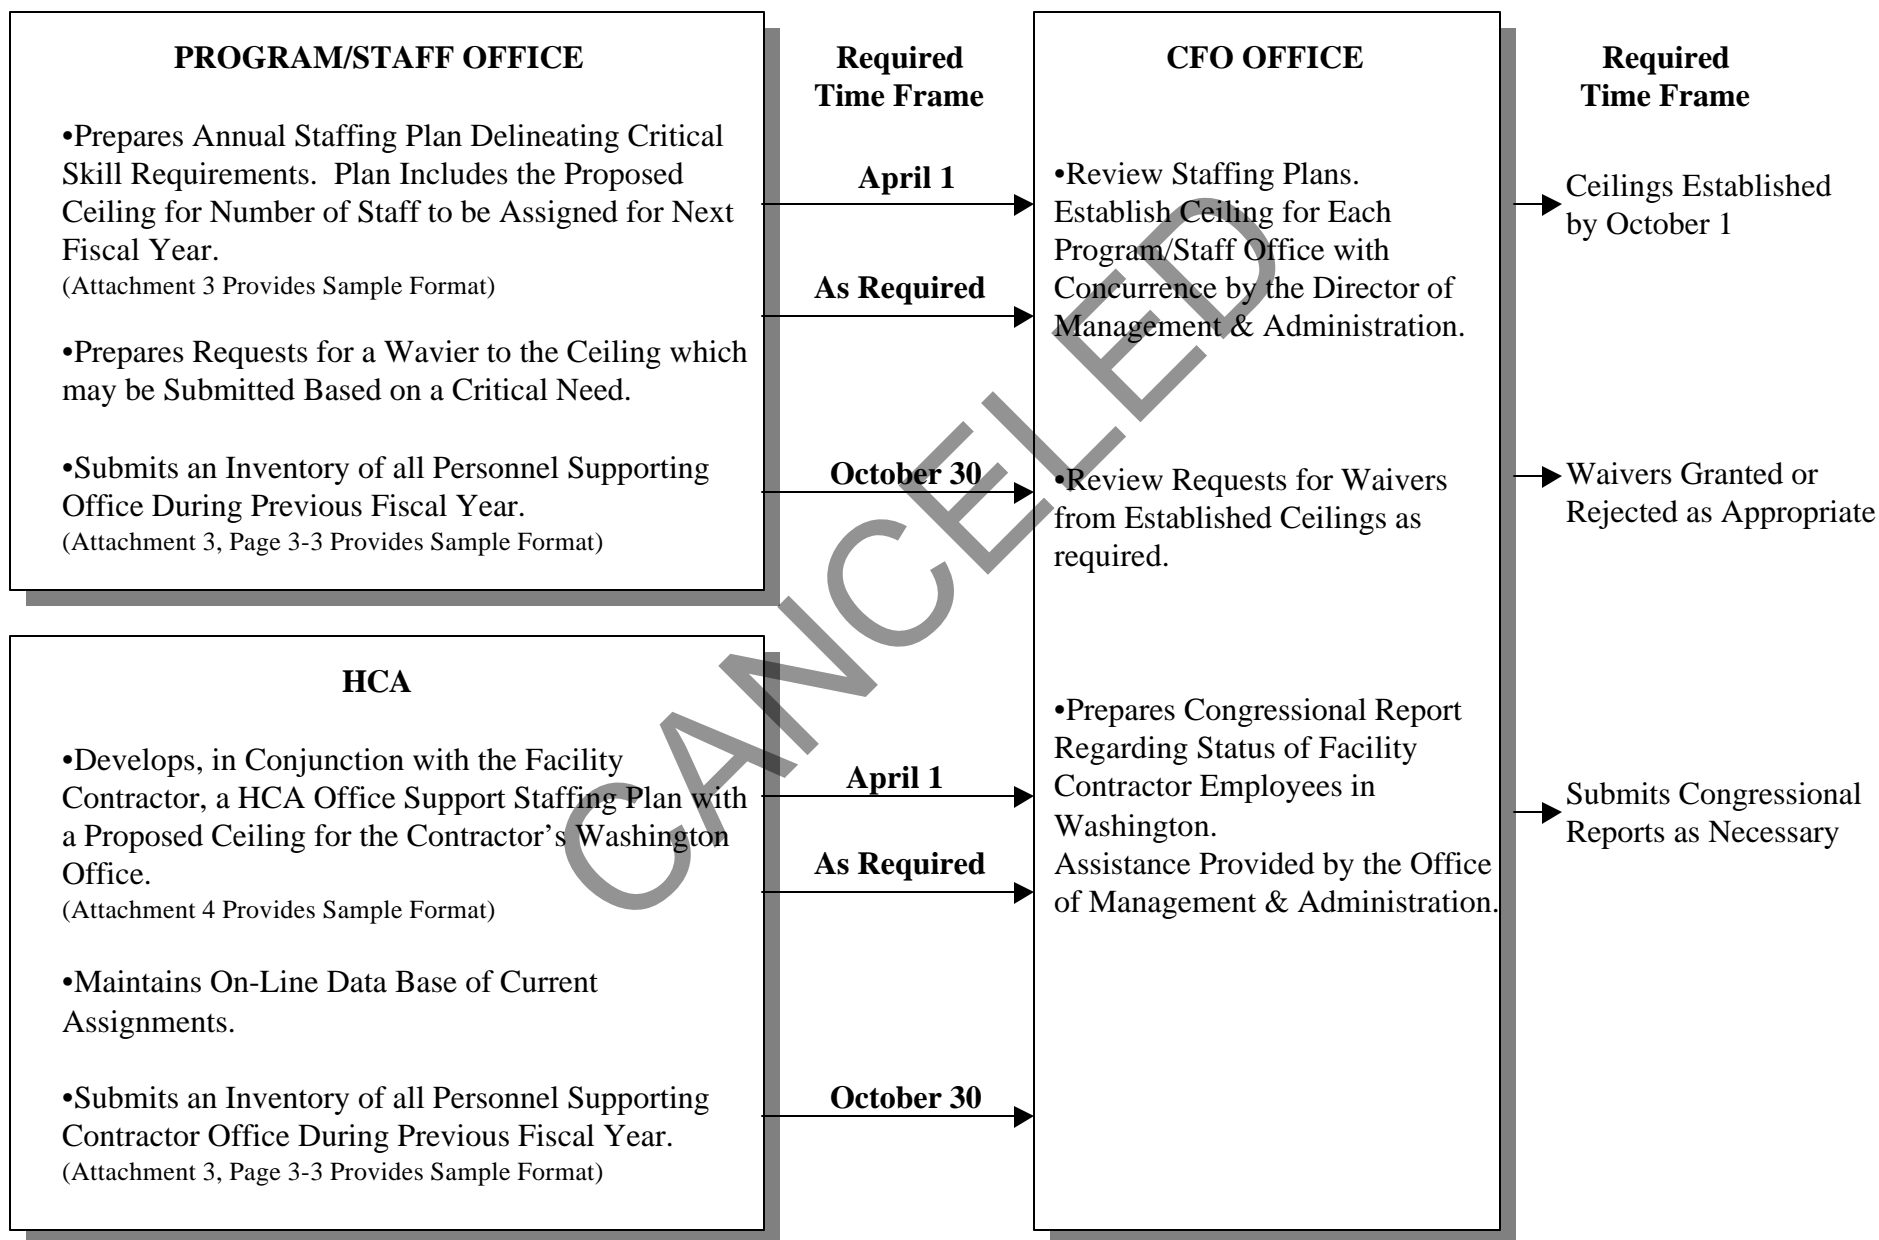 PROGRAM/STAFF OFFICE
•Prepares Annual Staffing Plan Delineating Critical
Skill Requirements.  Plan Includes the Proposed
Ceiling for Number of Staff to be Assigned for Next
Fiscal Year.
(Attachment 3 Provides Sample Format)
•Prepares Requests for a Wavier to the Ceiling which
may be Submitted Based on a Critical Need.
•Submits an Inventory of all Personnel Supporting
Office During Previous Fiscal Year.
(Attachment 3, Page 3-3 Provides Sample Format)
HCA
•Develops, in Conjunction with the Facility
Contractor, a HCA Office Support Staffing Plan with
a Proposed Ceiling for the Contractor’s Washington
Office.
(Attachment 4 Provides Sample Format)
•Maintains On-Line Data Base of Current
Assignments.
•Submits an Inventory of all Personnel Supporting
Contractor Office During Previous Fiscal Year.
(Attachment 3, Page 3-3 Provides Sample Format)
Required
Time Frame
April 1
As Required
October 30
April 1
As Required
October 30
CFO OFFICE
•Review Staffing Plans.
Establish Ceiling for Each
Program/Staff Office with
Concurrence by the Director of
Management & Administration.
•Review Requests for Waivers
from Established Ceilings as
required.
•Prepares Congressional Report
Regarding Status of Facility
Contractor Employees in
Washington.
Assistance Provided by the Office
of Management & Administration.
Required
Time Frame
Ceilings Established
by October 1
Waivers Granted or
Rejected as Appropriate
Submits Congressional
Reports as Necessary
CANCELED